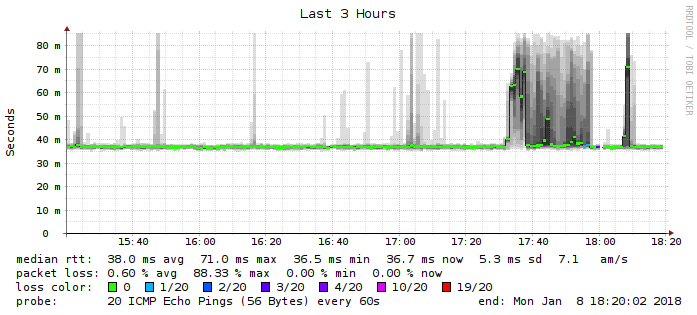 Last 3 Hours
RRDTOOL / TOBI OETIKER
Seconds
80 m
70 m
60 m
50 m
40 m
30 m
20 m
10 m
0
15:40 16:00 16:20 16:40 17:00 17:20 17:40 18:00 18:20
median rtt: 38.0 ms avg 71.0 ms max 36.5 ms min 36.7 ms now 5.3 ms sd 7.1 am/s
packet loss: 0.60 % avg 88.33 % max 0.00 % min 0.00 % now
loss color: 0 1/20 2/20 3/20 4/20 10/20 19/20
probe: 20 ICMP Echo Pings (56 Bytes) every 60s end: Mon Jan 8 18:20:02 2018